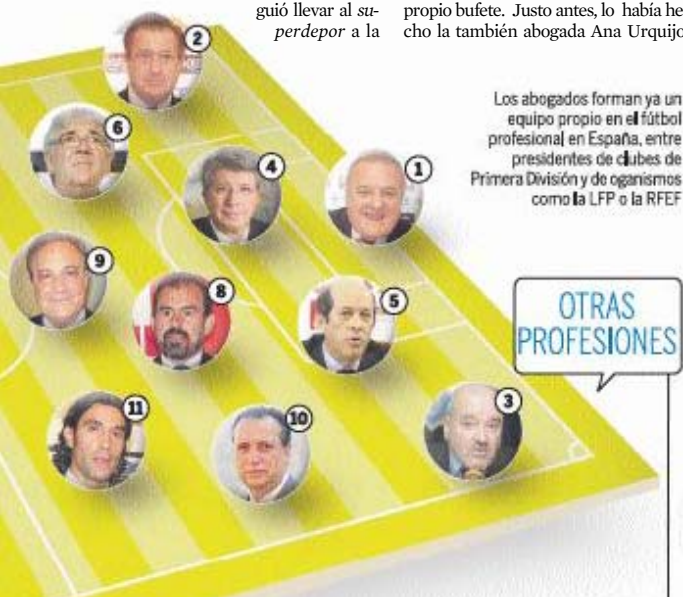 guió llevar al su-
perdepor a la
propio bufete. Justo antes, lo había he
cho la también abogada Ana Urquijo
Los abogados forman ya un
equipo propio en el fútbol
profesional en España, entre
presidentes de clubes de
Primera División y de oganismos
como la LFP o la RFEF
2
6
4
1
9
8
5
11
10
3
OTRAS
PROFESIONES